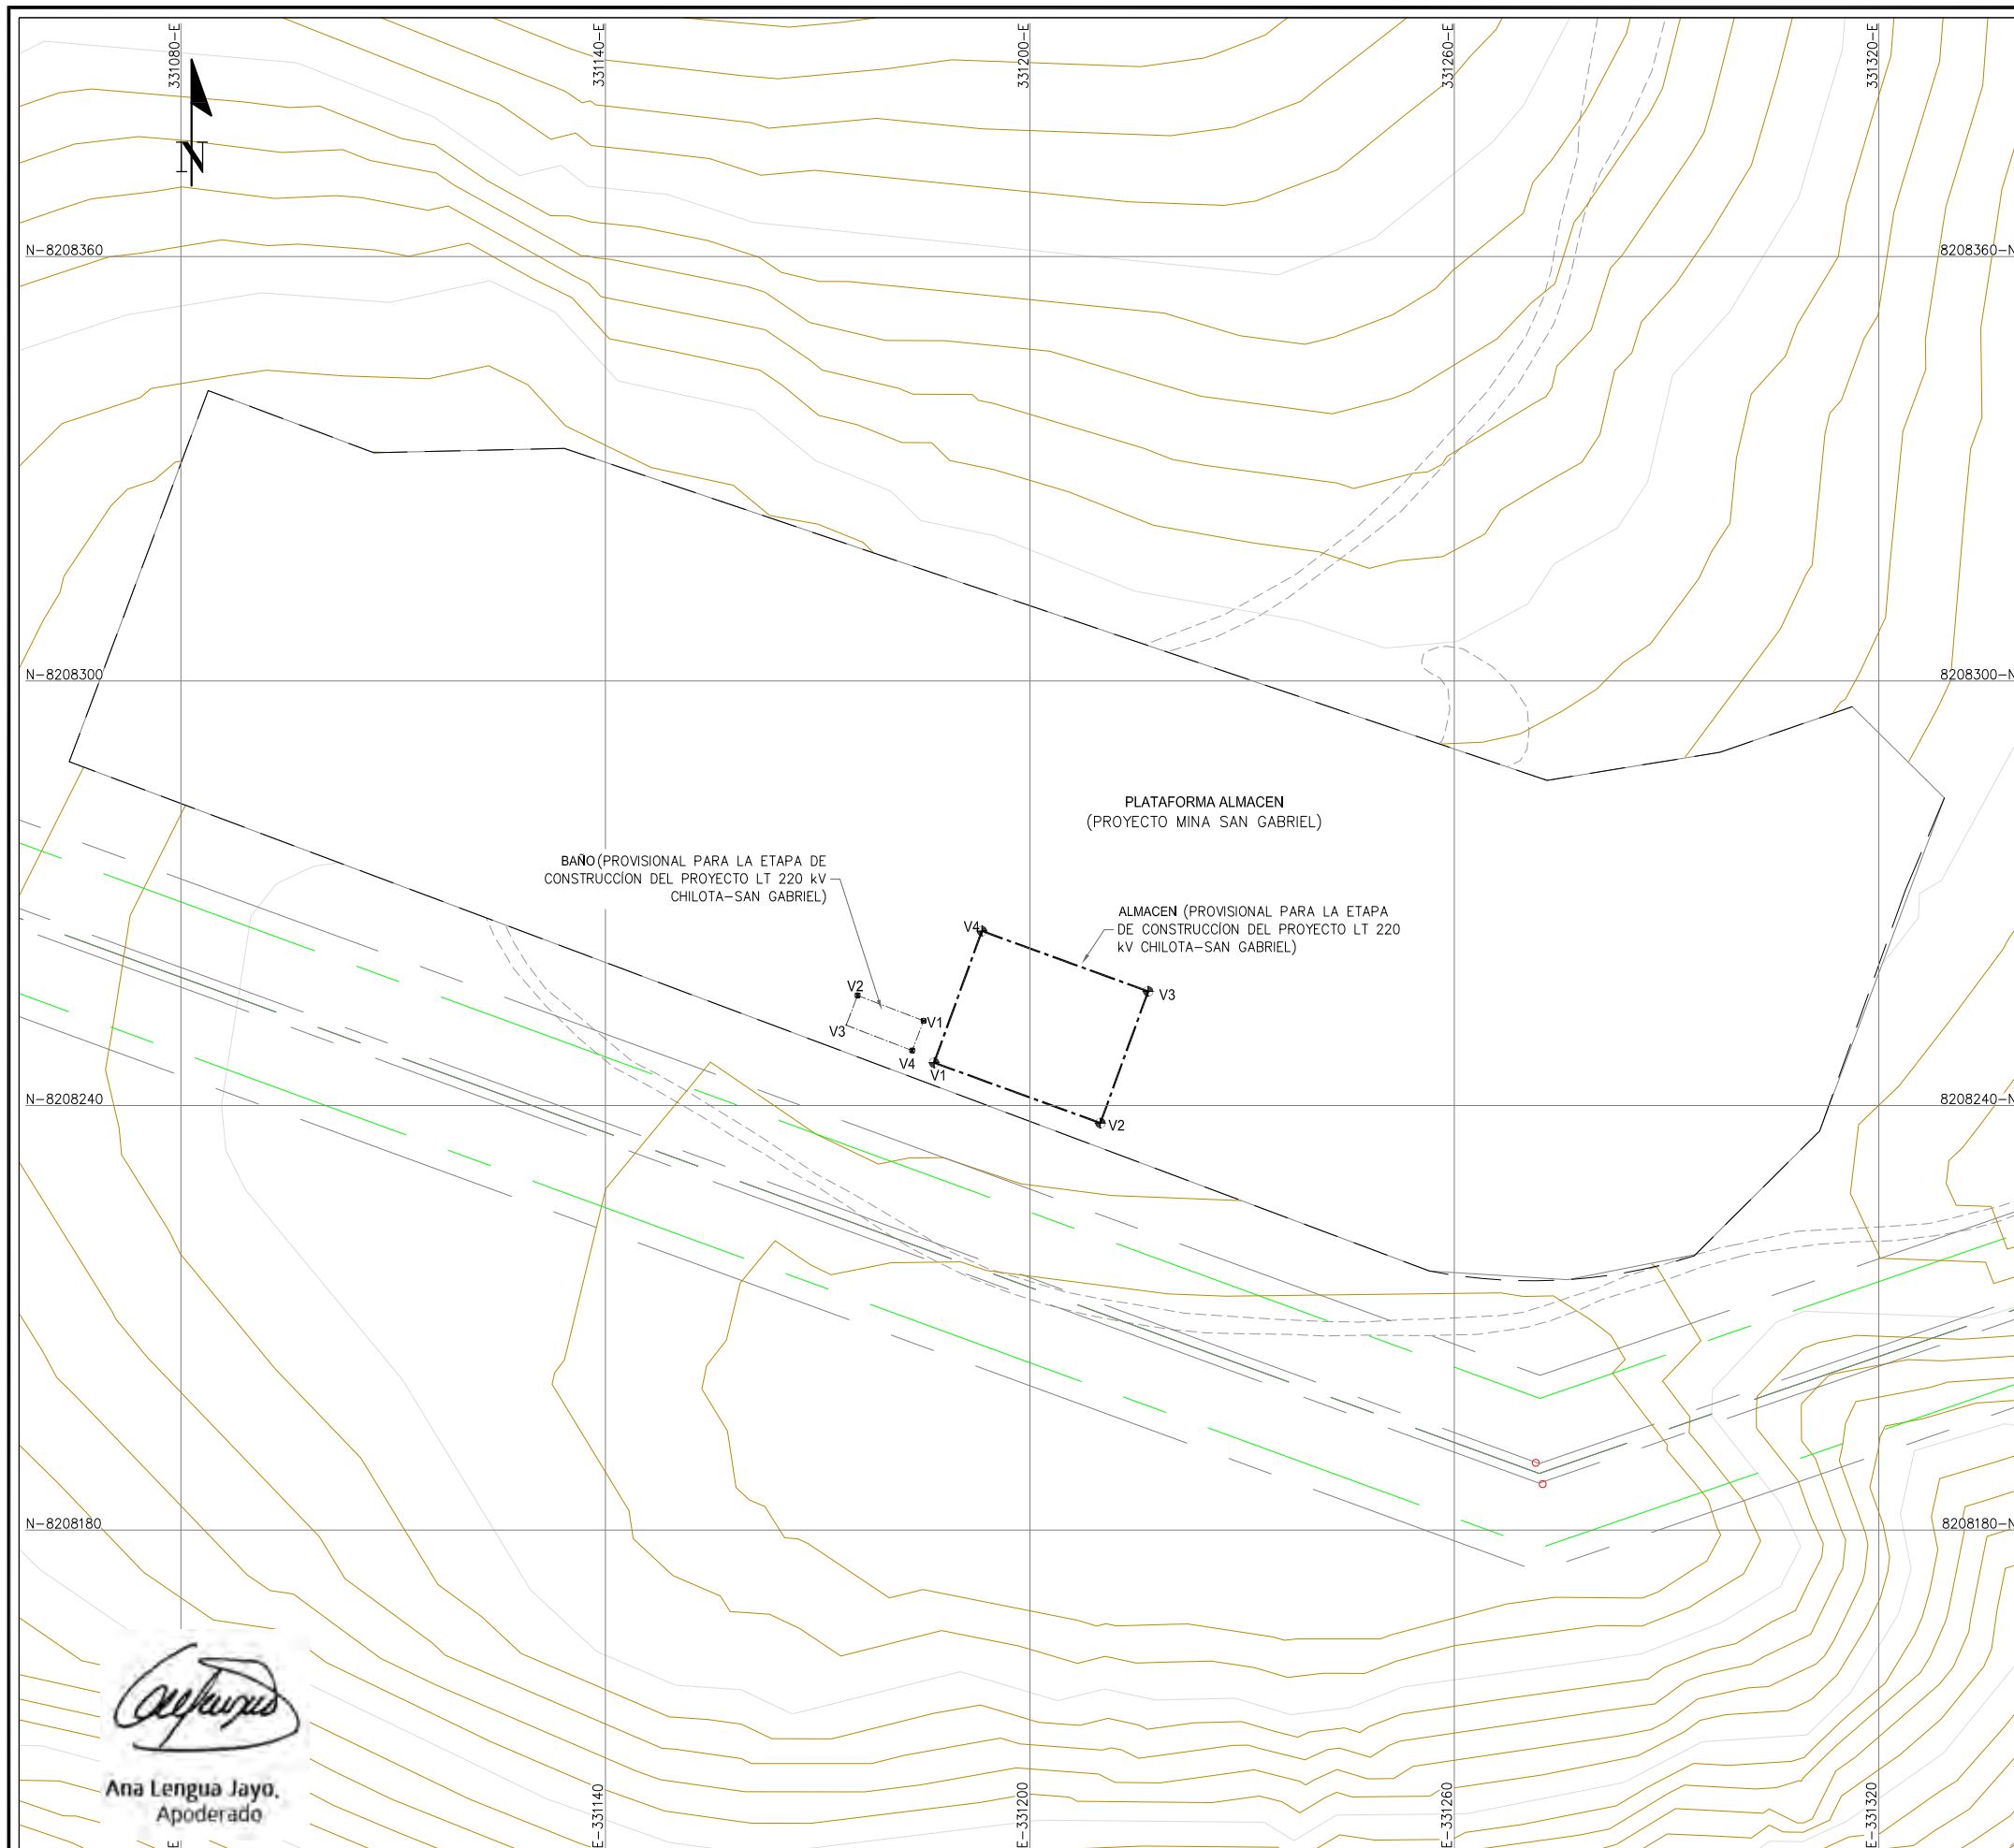 331080-E
331140-E
331200-E
331260-E
331320-E
N
N-8208360
8208360-N
N-8208300
8208300-N
PLATAFORMA ALMACEN
(PROYECTO MINA SAN GABRIEL)
BAÑO(PROVISIONAL PARA LA ETAPA DE
CONSTRUCCÍON DEL PROYECTO LT 220 kV
CHILOTA-SAN GABRIEL)
ALMACEN (PROVISIONAL PARA LA ETAPA
DE CONSTRUCCÍON DEL PROYECTO LT 220
kV CHILOTA-SAN GABRIEL)
V4
V3
V2
V1
V3
V4
V1
V2
N-8208240
8208240-N
N-8208180
8208180-N
Ana Lengua Jayo.
Apoderado
E-331140
E-331200
E-331260
E-331320